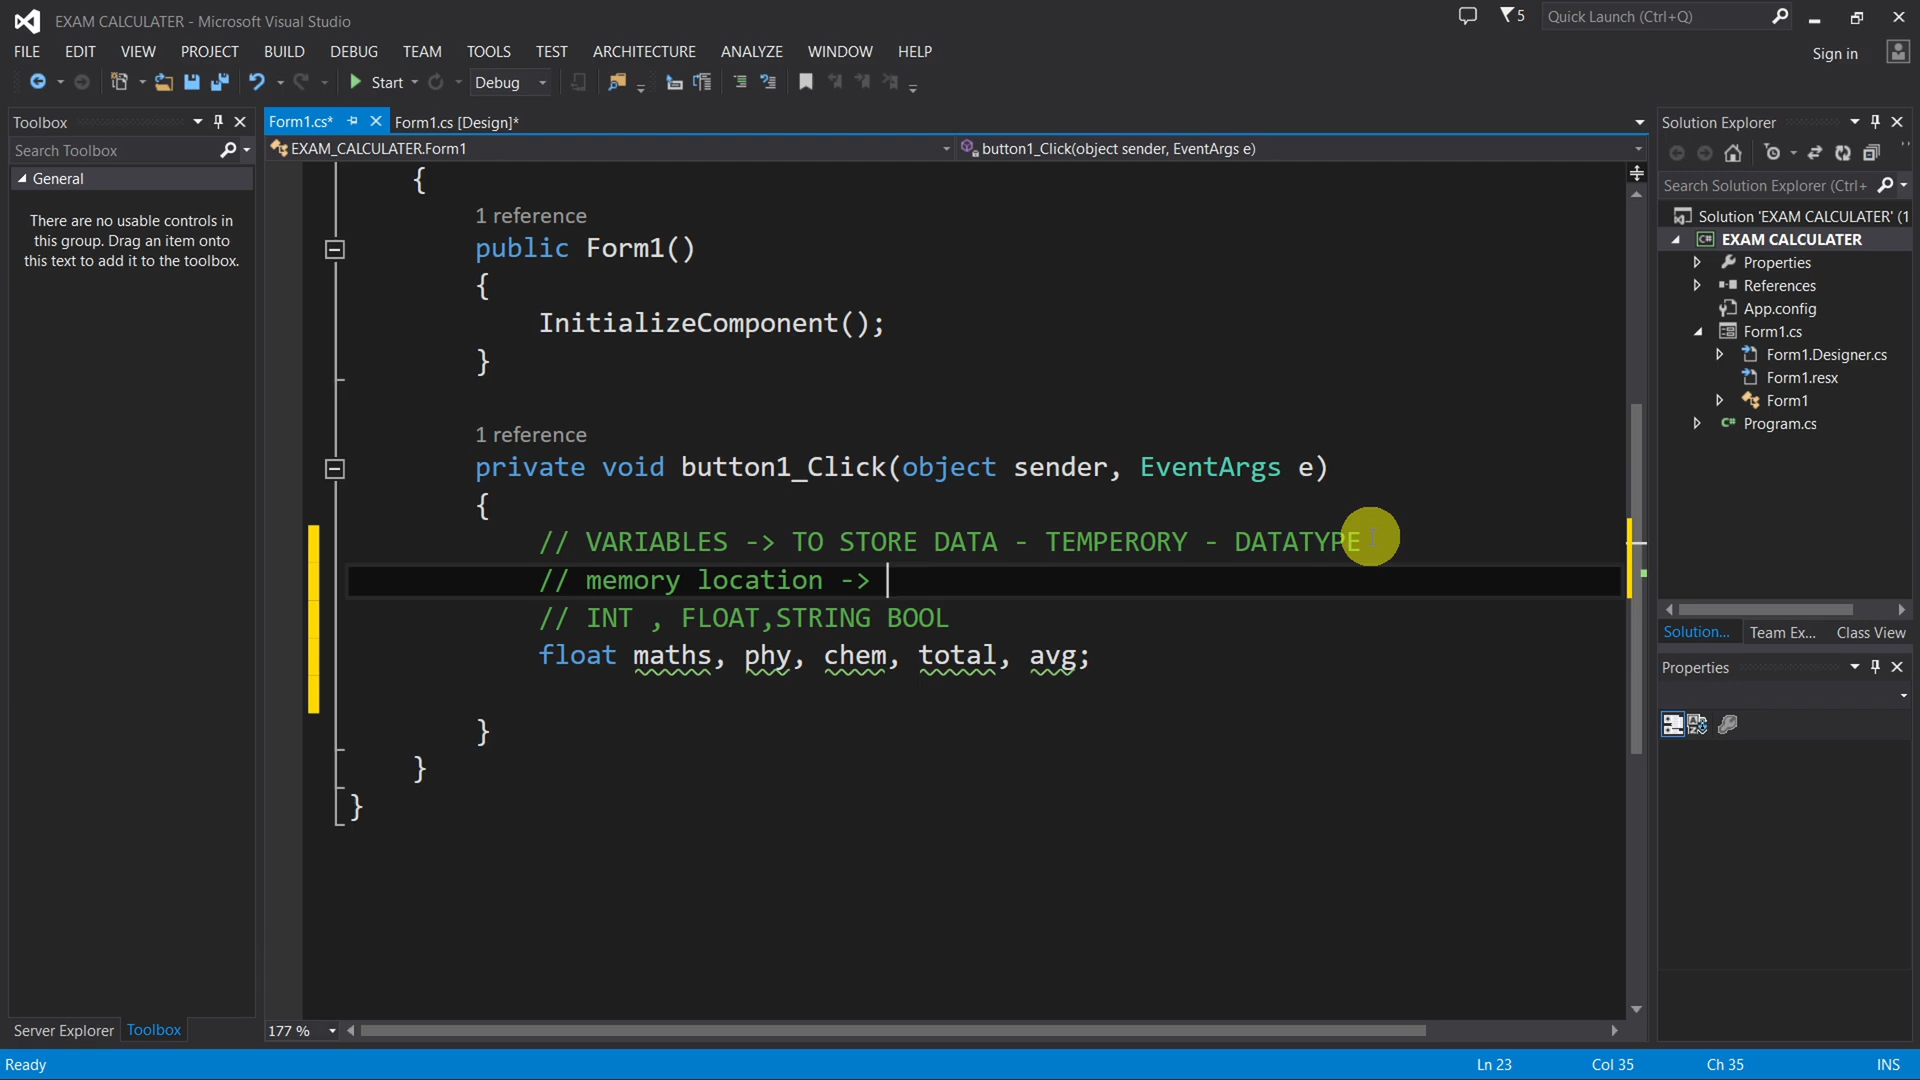 EXAM CALCULATER - Microsoft Visual Studio
5
Quick Launch (Ctrl+Q)
FILE EDIT VIEW PROJECT BUILD DEBUG TEAM TOOLS TEST ARCHITECTURE ANALYZE WINDOW HELP
Sign in
Start Debug
Toolbox
Search Toolbox
General
There are no usable controls in
this group. Drag an item onto
this text to add it to the toolbox.
Server Explorer Toolbox
Form1.cs* Form1.cs [Design]*
EXAM_CALCULATER.Form1 button1_Click(object sender, EventArgs e)
{
1 reference
public Form1()
{
InitializeComponent();
}
1 reference
private void button1_Click(object sender, EventArgs e)
{
// VARIABLES -> TO STORE DATA - TEMPERORY - DATATYPE
// memory location ->
// INT , FLOAT,STRING BOOL
float maths, phy, chem, total, avg;
}
}
}
177 %
Solution Explorer
Search Solution Explorer (Ctrl+
Solution 'EXAM CALCULATER' (1
C# EXAM CALCULATER
Properties
References
App.config
Form1.cs
Form1.Designer.cs
Form1.resx
Form1
C# Program.cs
Solution... Team Ex... Class View
Properties
Ready Ln 23 Col 35 Ch 35 INS